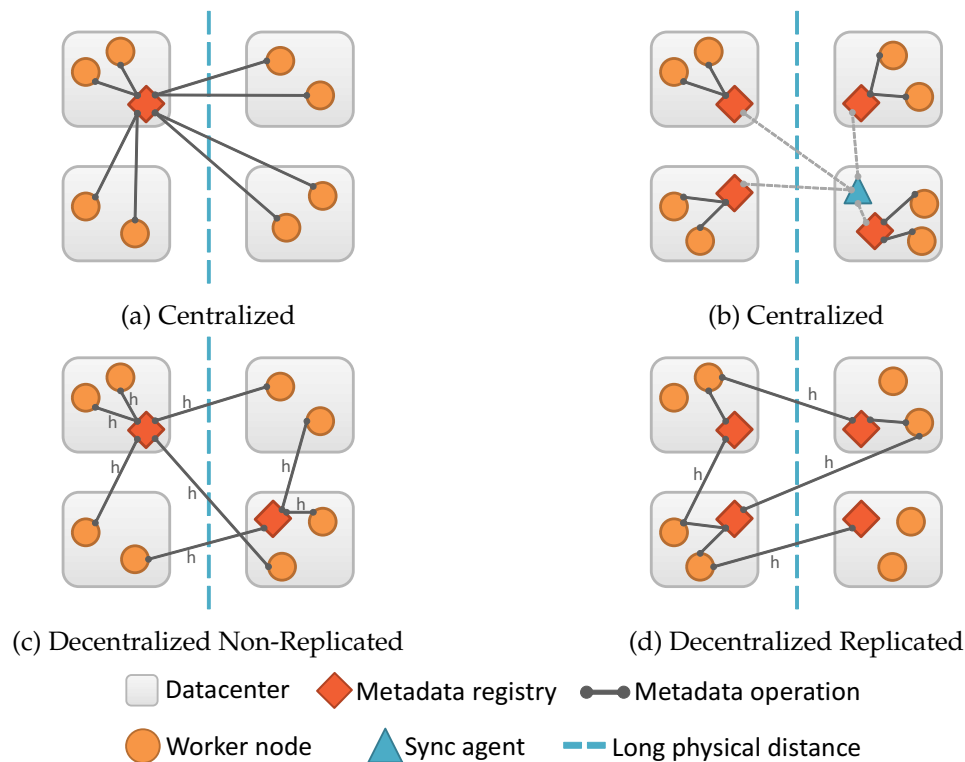 (a) Centralized
(b) Centralized
h
h
h
h
h
h
h
h
(c) Decentralized Non-Replicated
h
h
h
h
(d) Decentralized Replicated
Datacenter
Metadata registry
Metadata operation
Worker node
Sync agent
Long physical distance